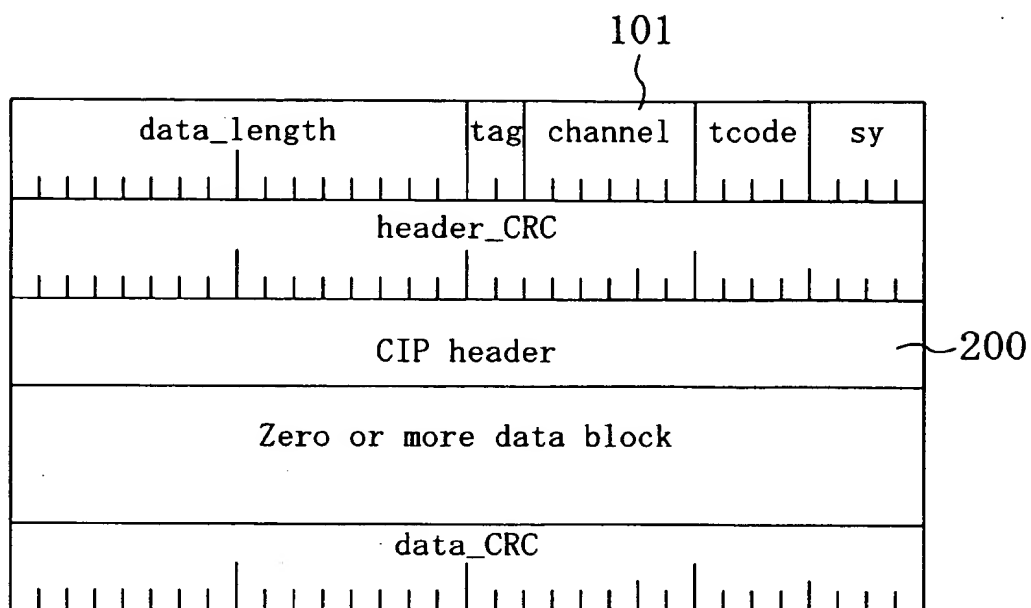 101
data_length tag channel tcode sy
header_CRC
CIP header
200
Zero or more data block
data_CRC